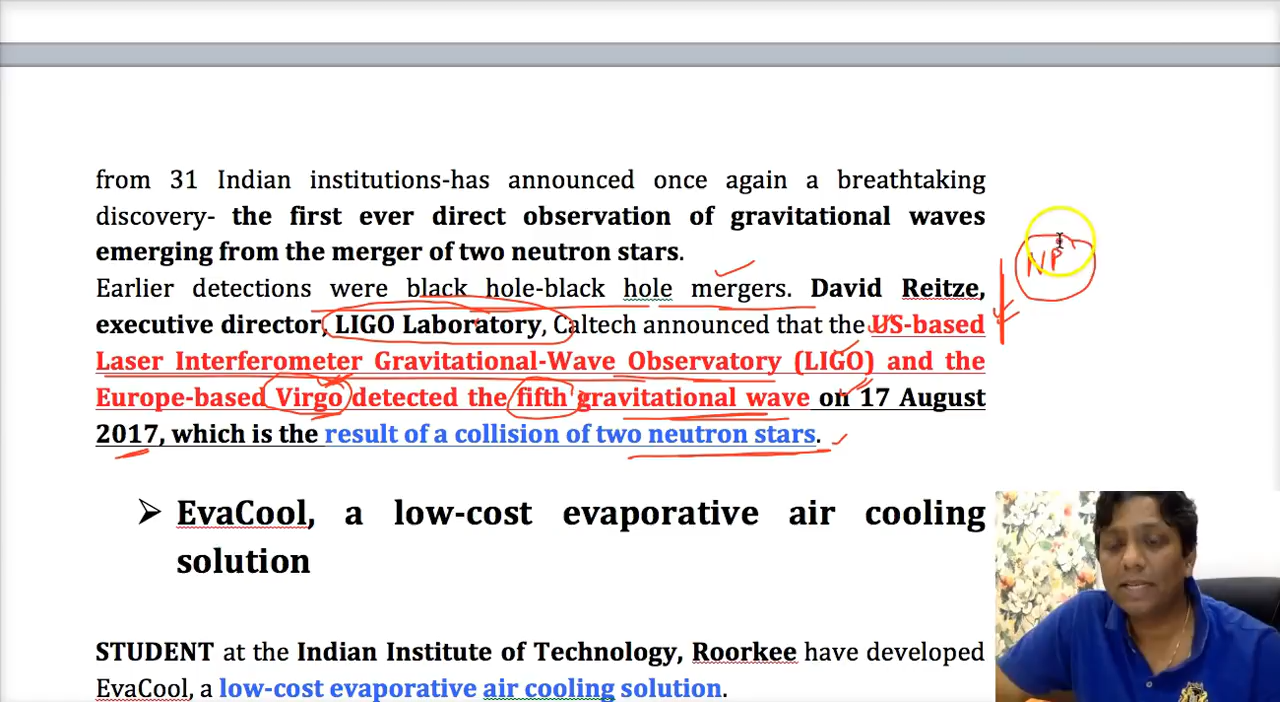 from 31 Indian institutions-has announced once again a breathtaking
discovery- the first ever direct observation of gravitational waves
emerging from the merger of two neutron stars.
Earlier detections were black hole-black hole mergers. David Reitze,
executive director, LIGO Laboratory, Caltech announced that the US-based
Laser Interferometer Gravitational-Wave Observatory (LIGO) and the
Europe-based Virgo detected the fifth gravitational wave on 17 August
2017, which is the result of a collision of two neutron stars.
NP
➢ EvaCool, a low-cost evaporative air cooling
solution
STUDENT at the Indian Institute of Technology, Roorkee have developed
EvaCool, a low-cost evaporative air cooling solution.